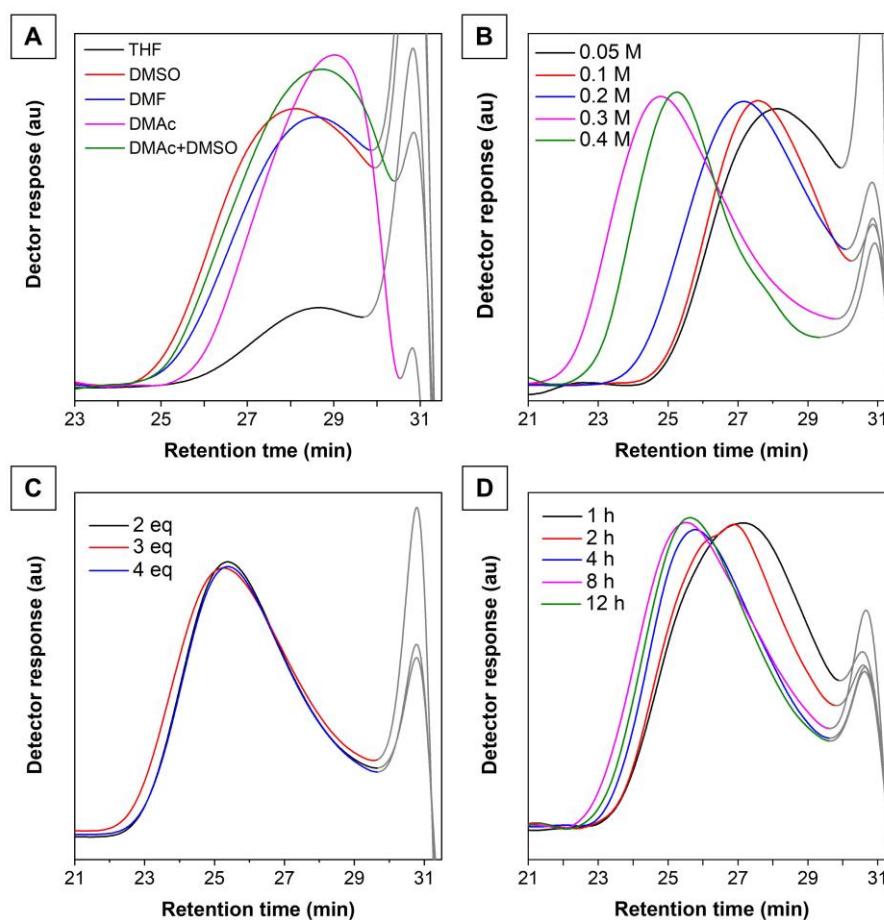 A
THF
DMSO
DMF
DMAc
DMAc+DMSO
Dector response (au)
23 25 27 29 31
Retention tme (min)
B
0.05 M
0.1 M
0.2 M
0.3 M
0.4 M
Detector reponse (au)
21 23 25 27 29 31
Retention time (min)
C
2 eq
3 eq
4 eq
Detector response (au)
21 23 25 27 29 31
Retention time (min)
D
1 h
2 h
4 h
8 h
12 h
Detector response (au)
21 23 25 27 29 31
Retention time (min)